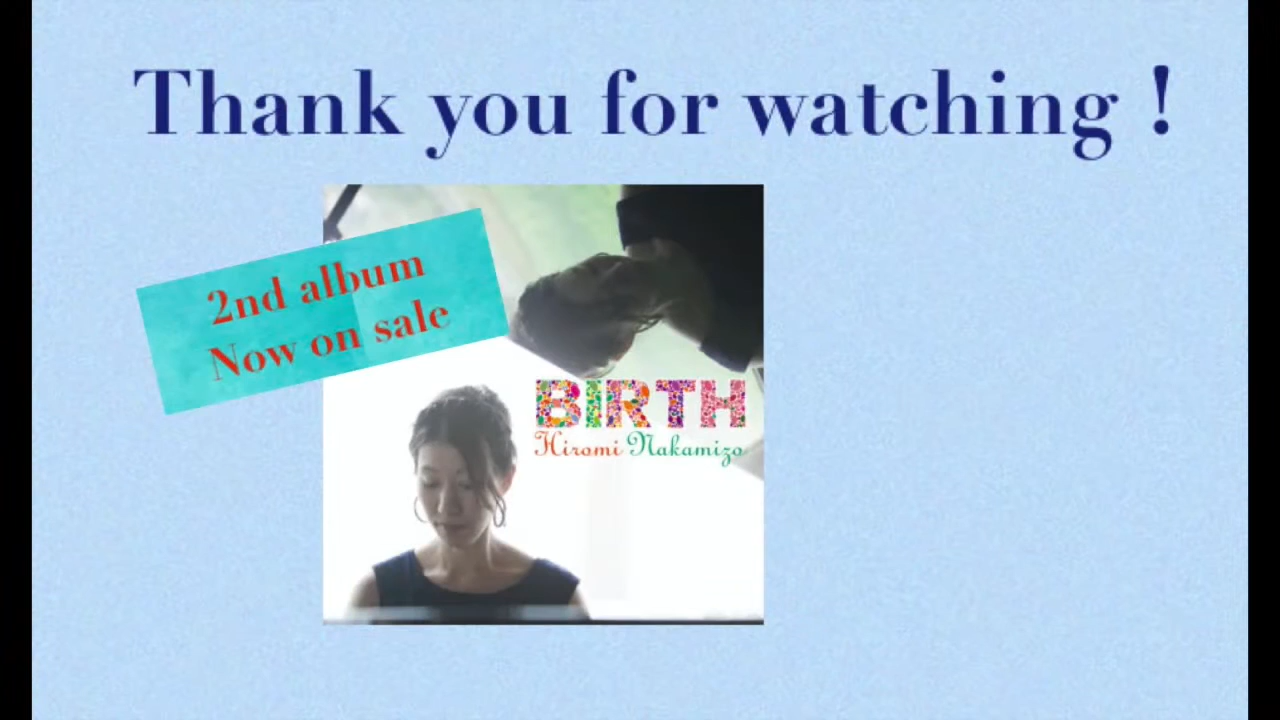 Thank you for watching !
2nd album
Now on sale
BIRTH
Hiromi Nakamizo